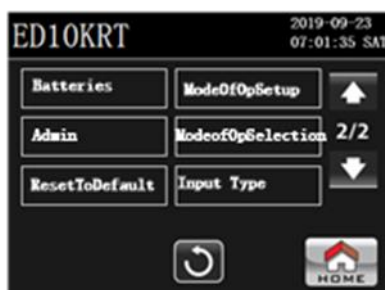 ED10KRT
2019-09-23
07:01:35 SAT
Batteries
ModeOfOpSetup
Admin
ModeofOpSelection
2/2
ResetToDefault
Input Type
HOME